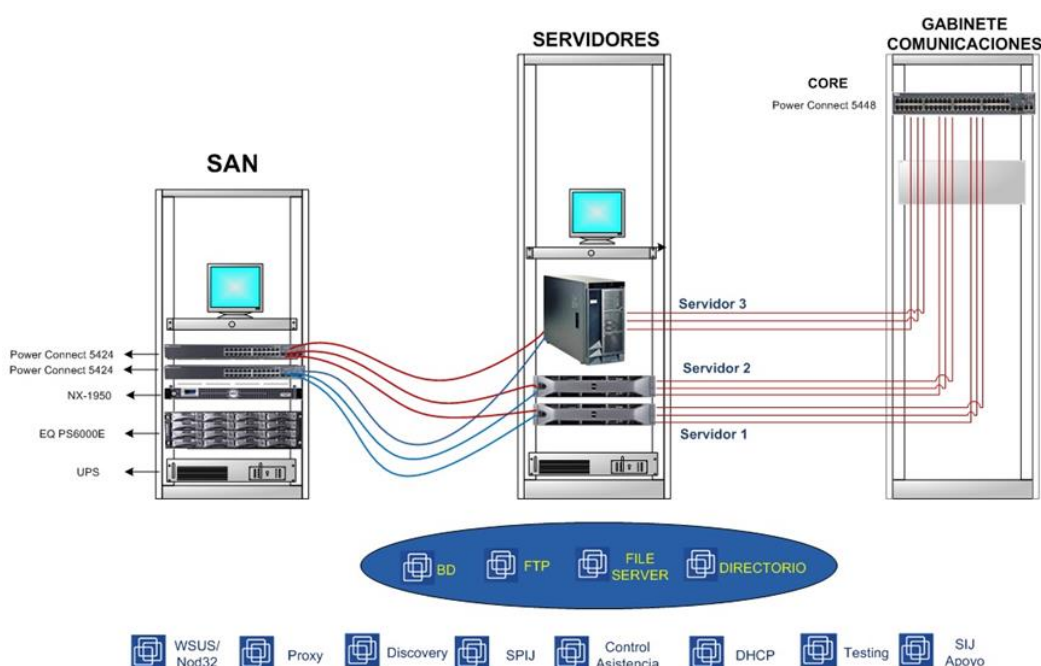 SAN
SERVIDORES
GABINETE
COMUNICACIONES
CORE
Power Connect 5448
Power Connect 5424
Power Connect 5424
NX-1950
EQ PS6000E
UPS
Servidor 3
Servidor 2
Servidor 1
BD
FTP
FILE
SERVER
DIRECTORIO
WSUS/
Nod32
Proxy
Discovery
SPIJ
Control
Asistencia
DHCP
Testing
SIJ
Apoyo